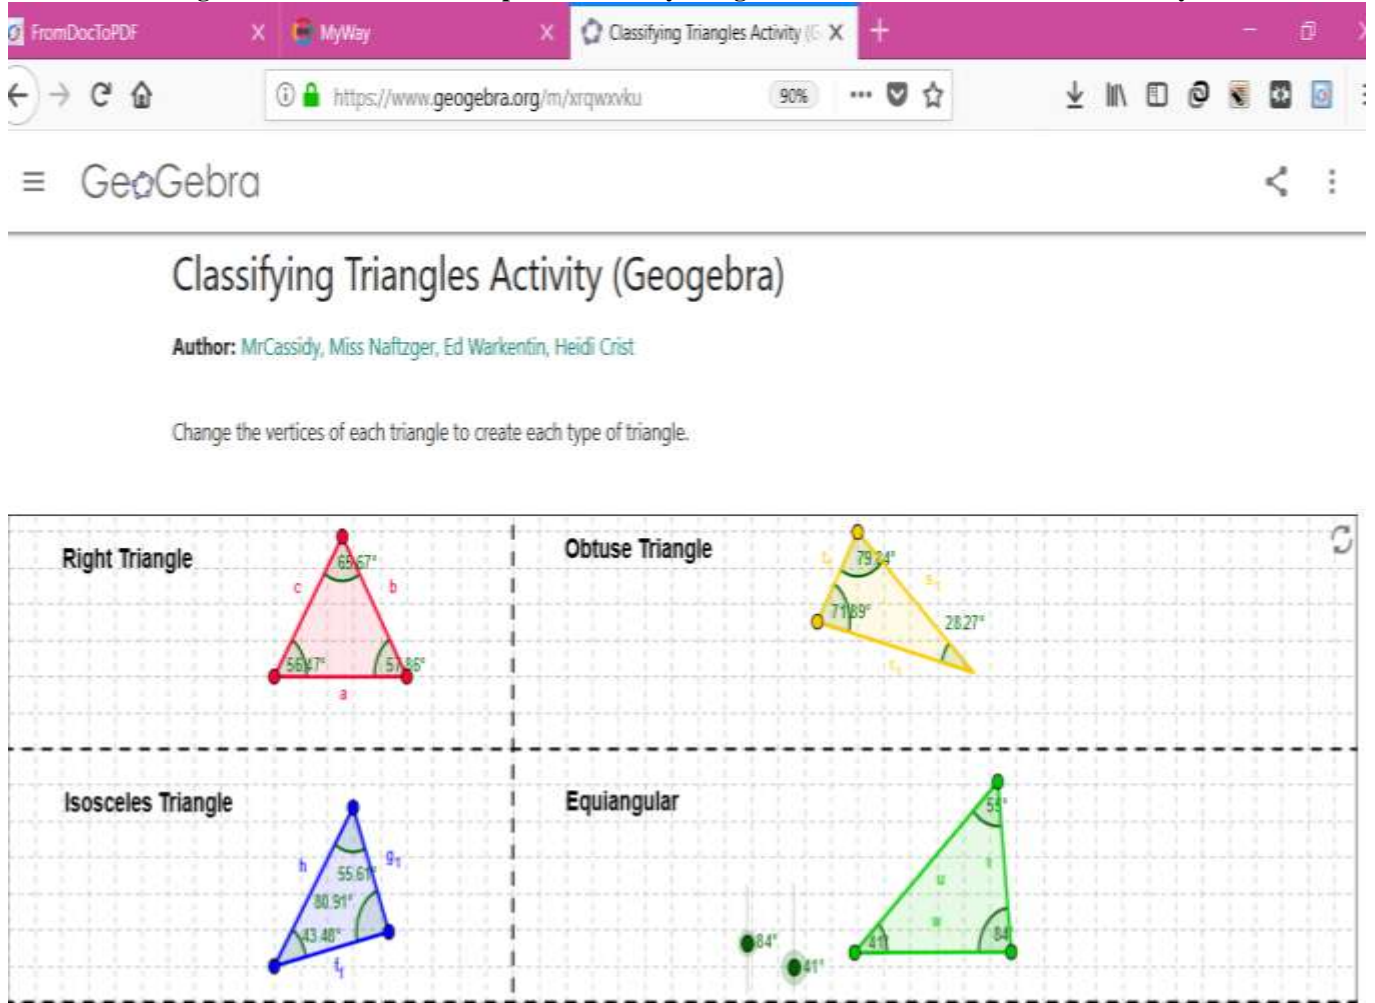 FromDocToPDF
MyWay
Classifying Triangles Activity (G
https://www.geogebra.org/m/xrqwxvku
90%
GeoGebra
Classifying Triangles Activity (Geogebra)
Author: MrCassidy, Miss Naftzger, Ed Warkentin, Heidi Crist
Change the vertices of each triangle to create each type of triangle.
Right Triangle
65.67°
c
b
56.47°
57.86°
a
Obtuse Triangle
79.84°
s₁
71.89°
28.27°
Isosceles Triangle
h
g₁
55.61°
80.91°
43.48°
f₁
Equiangular
55°
u
84°
41°
84°
41°